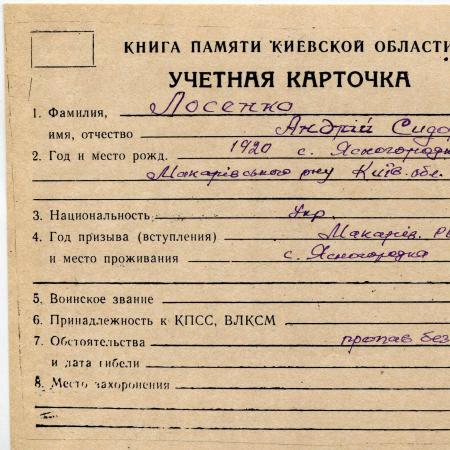 КНИГА ПАМЯТИ КИЕВСКОЙ ОБЛАСТИ
УЧЕТНАЯ КАРТОЧКА
1. Фамилия, Лосенко
имя, отчество Андрій Сидо
2. Год и место рожд. 1920 с. Ясногородка
Макарівського р-ну Київ. обл.
3. Национальность Укр.
4. Год призыва (вступления) Макарів. р
и место проживания с. Ясногородка
5. Воинское звание
6. Принадлежность к КПСС, ВЛКСМ
7. Обстоятельства пропав без
и дата гибели
8. Место захоронения